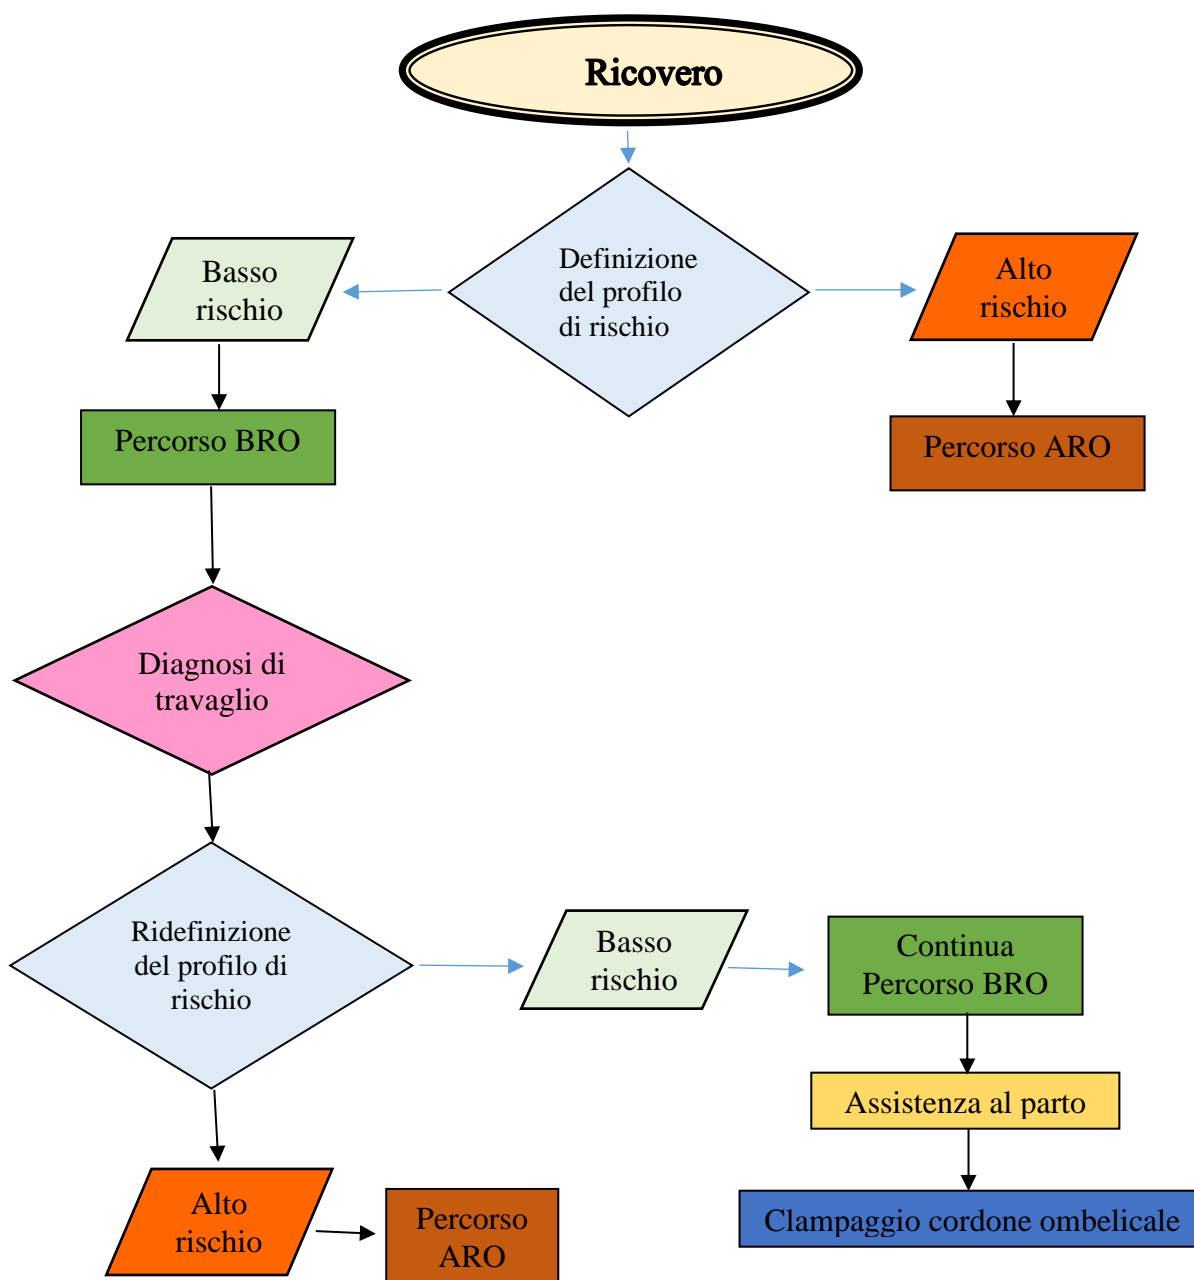 Ricovero
Definizione
del profilo
di rischio
Basso
rischio
Alto
rischio
Percorso BRO
Percorso ARO
Diagnosi di
travaglio
Ridefinizione
del profilo di
rischio
Basso
rischio
Continua
Percorso BRO
Assistenza al parto
Clampaggio cordone ombelicale
Alto
rischio
Percorso
ARO